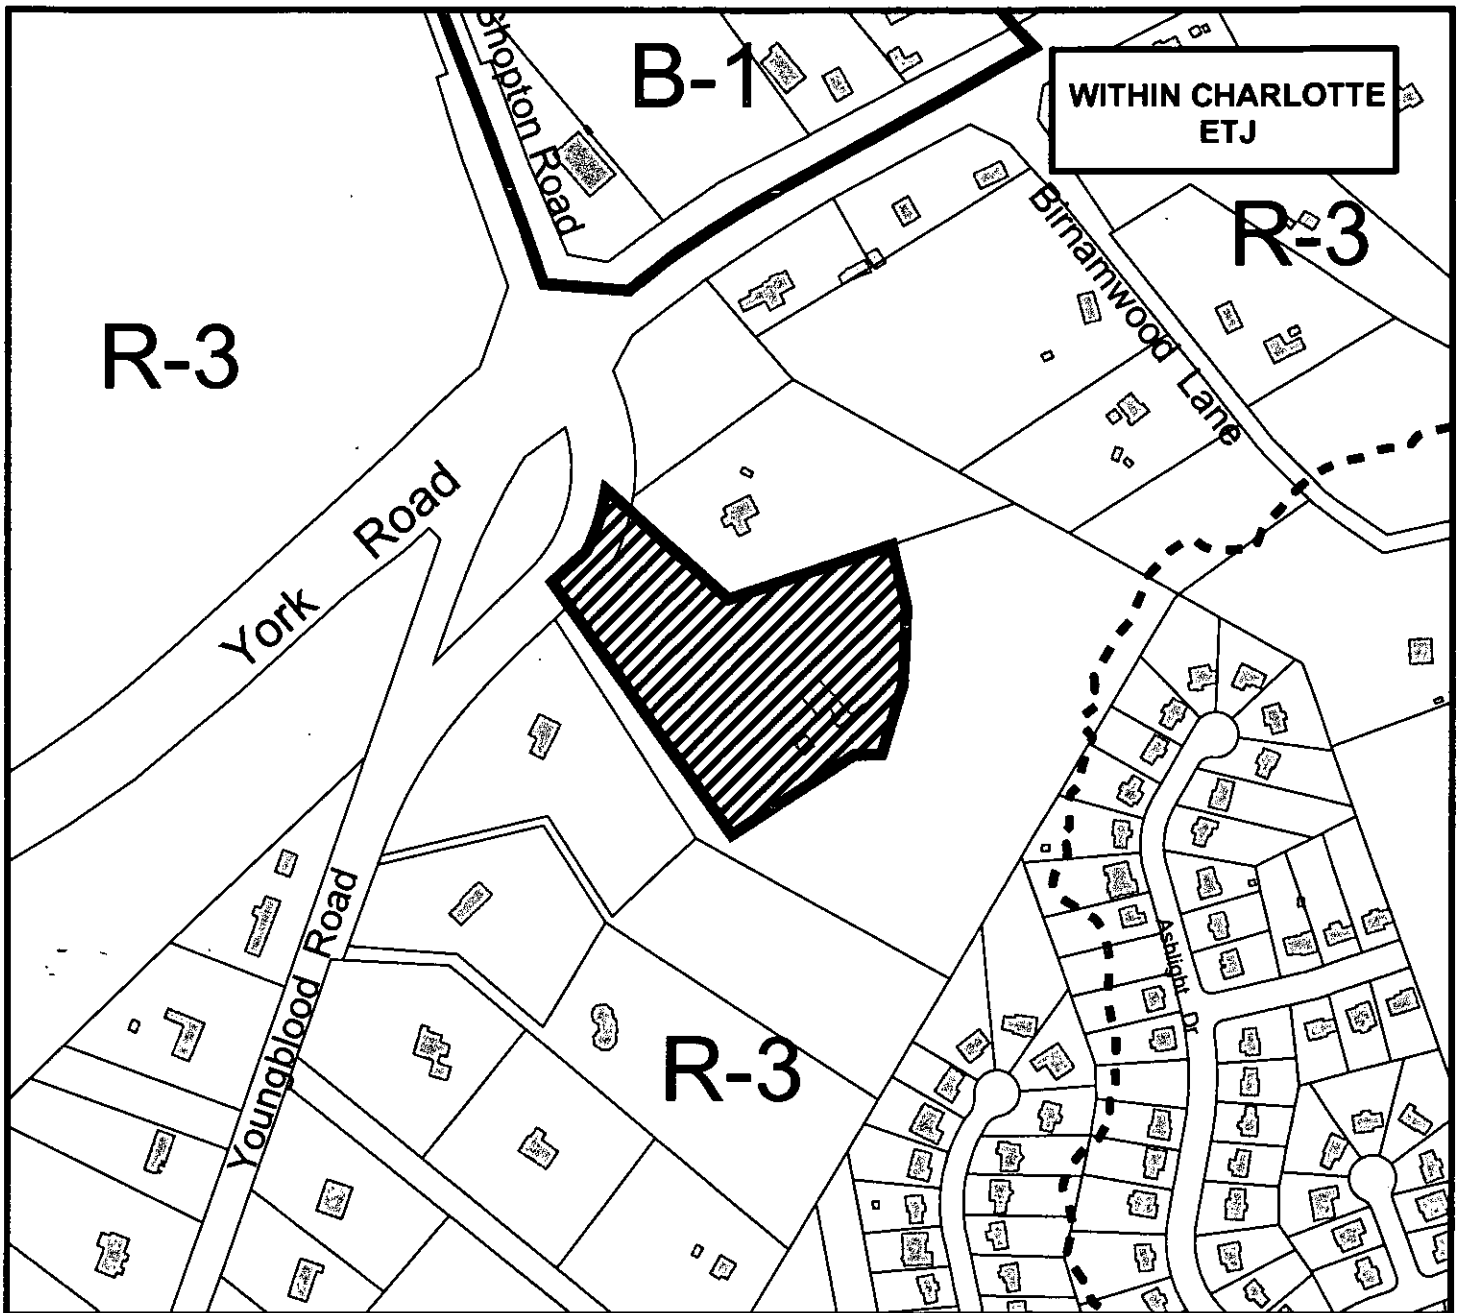 B-1
Shopton Road
WITHIN CHARLOTTE
ETJ
R-3
Birnamwood Lane
R-3
York Road
Youngblood Road
Ashlight Dr
R-3